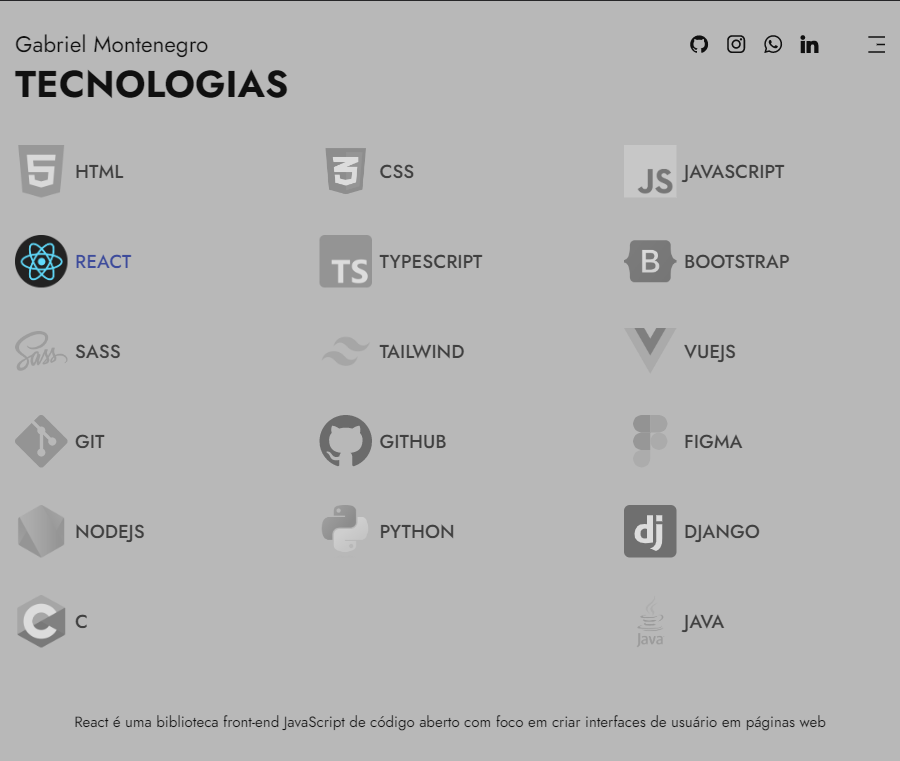 Gabriel Montenegro
TECNOLOGIAS
HTML
CSS
JS JAVASCRIPT
REACT
TS TYPESCRIPT
B BOOTSTRAP
Sass SASS
TAILWIND
VUEJS
GIT
GITHUB
FIGMA
NODEJS
PYTHON
dj DJANGO
C C
Java JAVA
React é uma biblioteca front-end JavaScript de código aberto com foco em criar interfaces de usuário em páginas web